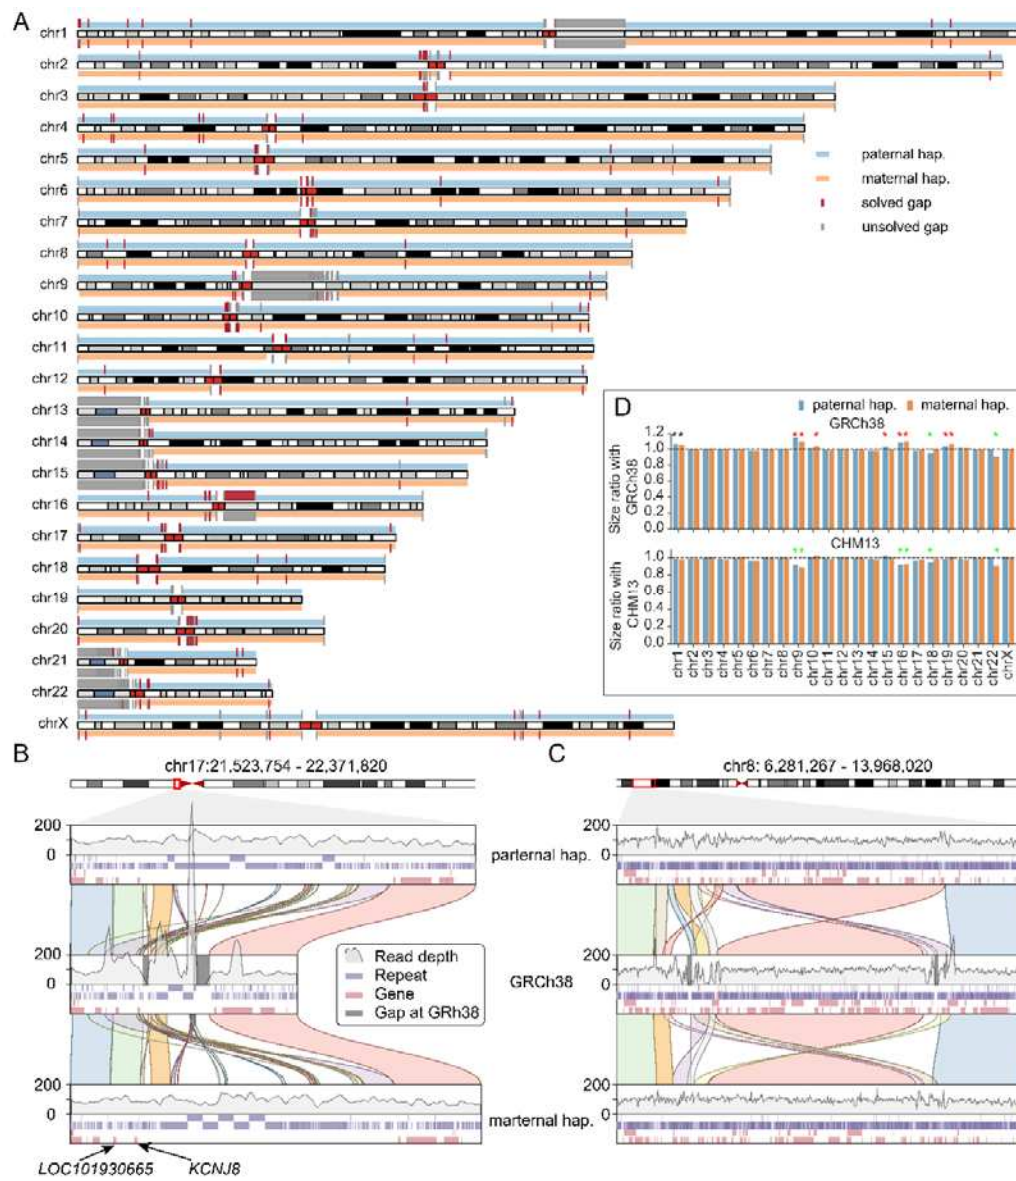 A
chr1
chr2
chr3
chr4
chr5
chr6
chr7
chr8
chr9
chr10
chr11
chr12
chr13
chr14
chr15
chr16
chr17
chr18
chr19
chr20
chr21
chr22
chrX
paternal hap.
maternal hap.
solved gap
unsolved gap
D
paternal hap.
maternal hap.
GRCh38
Size ratio with
GRCh38
1.2
1.0
0.8
0.6
0.4
0.2
0.0
CHM13
Size ratio with
CHM13
1.0
0.8
0.6
0.4
0.2
0.0
chr1
chr2
chr3
chr4
chr5
chr6
chr7
chr8
chr9
chr10
chr11
chr12
chr13
chr14
chr15
chr16
chr17
chr18
chr19
chr20
chr21
chr22
chrX
B
chr17:21,523,754 - 22,371,820
200
0
parternal hap.
200
0
GRCh38
200
0
marternal hap.
LOC101930665
KCNJ8
Read depth
Repeat
Gene
Gap at GRh38
C
chr8: 6,281,267 - 13,968,020
200
0
200
0
200
0